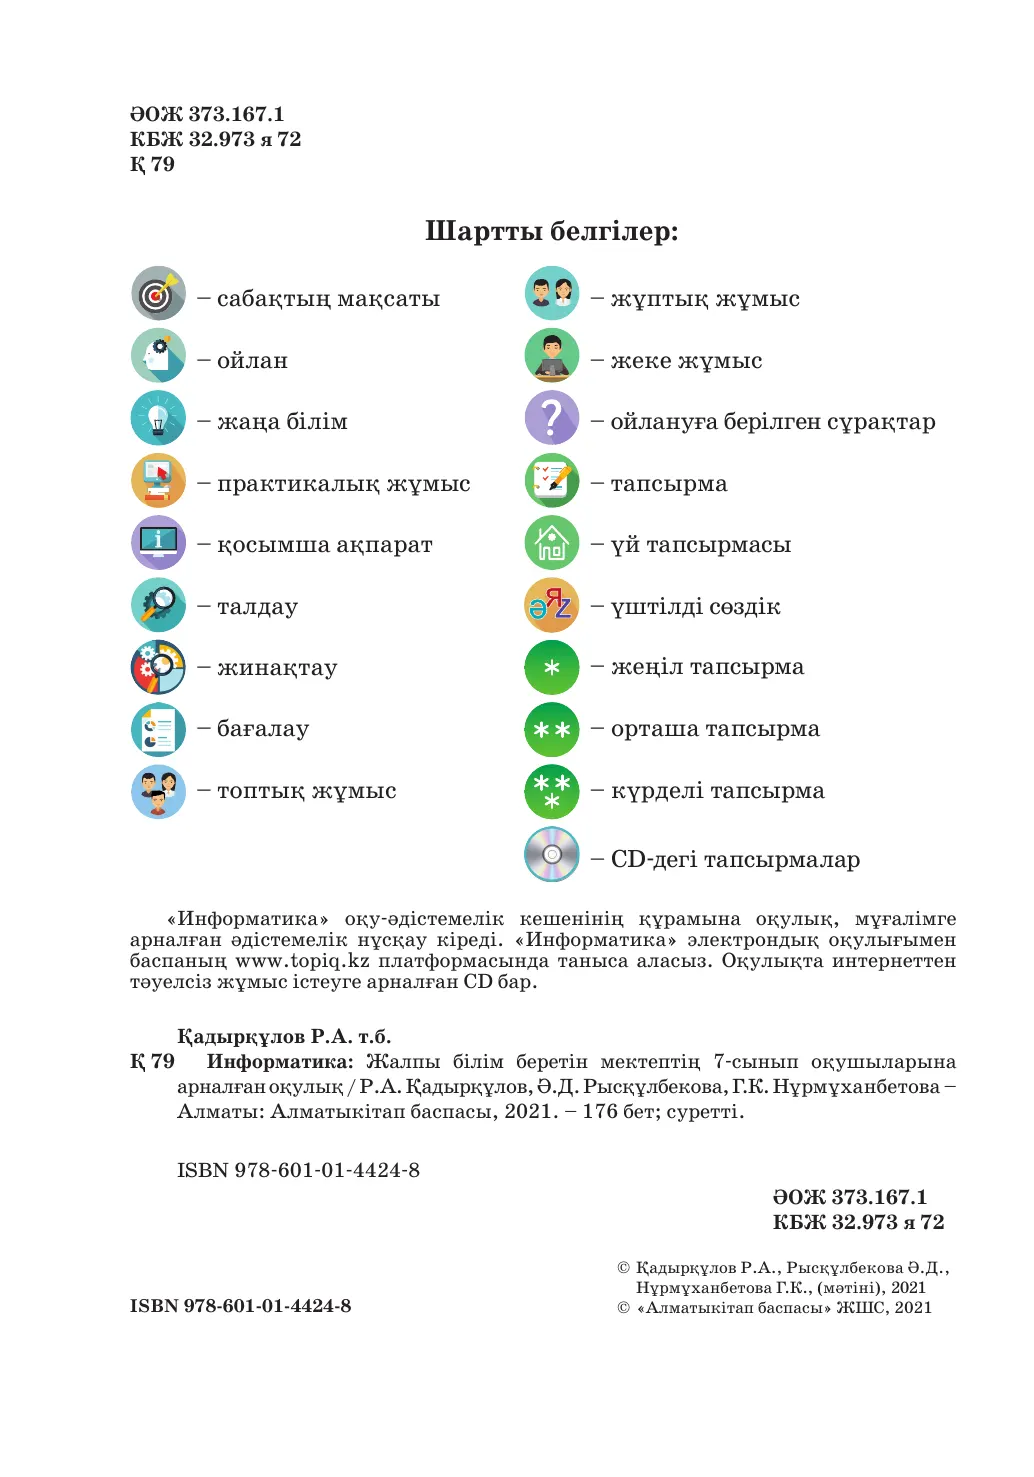 ӘОЖ 373.167.1
КБЖ 32.973 я 72
Қ 79
Шартты белгілер:
– сабақтың мақсаты
– ойлан
– жаңа білім
– практикалық жұмыс
– қосымша ақпарат
– талдау
– жинақтау
– бағалау
– топтық жұмыс
– жұптық жұмыс
– жеке жұмыс
– ойлануға берілген сұрақтар
– тапсырма
– үй тапсырмасы
– үштілді сөздік
– жеңіл тапсырма
– орташа тапсырма
– күрделі тапсырма
– CD-дегі тапсырмалар
«Информатика» оқу-әдістемелік кешенінің құрамына оқулық, мұғалімге
арналған әдістемелік нұсқау кіреді. «Информатика» электрондық оқулығымен
баспаның www.topiq.kz платформасында таныса аласыз. Оқулықта интернеттен
тәуелсіз жұмыс істеуге арналған CD бар.
Қадырқұлов Р.А. т.б.
Қ 79 Информатика: Жалпы білім беретін мектептің 7-сынып оқушыларына
арналған оқулық / Р.А. Қадырқұлов, Ә.Д. Рысқұлбекова, Г.К. Нұрмұханбетова –
Алматы: Алматыкітап баспасы, 2021. – 176 бет; суретті.
ISBN 978-601-01-4424-8
ӘОЖ 373.167.1
КБЖ 32.973 я 72
© Қадырқұлов Р.А., Рысқұлбекова Ә.Д.,
Нұрмұханбетова Г.К., (мәтіні), 2021
ISBN 978-601-01-4424-8
© «Алматыкітап баспасы» ЖШС, 2021